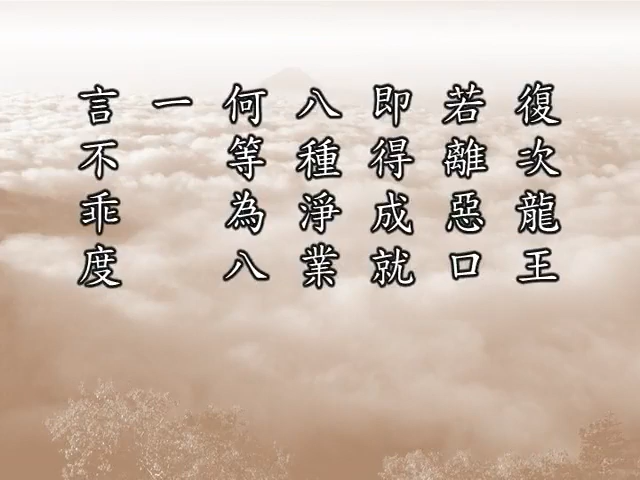 復次龍王
若離惡口
即得成就
八種淨業
何等為八
一
言不乖度